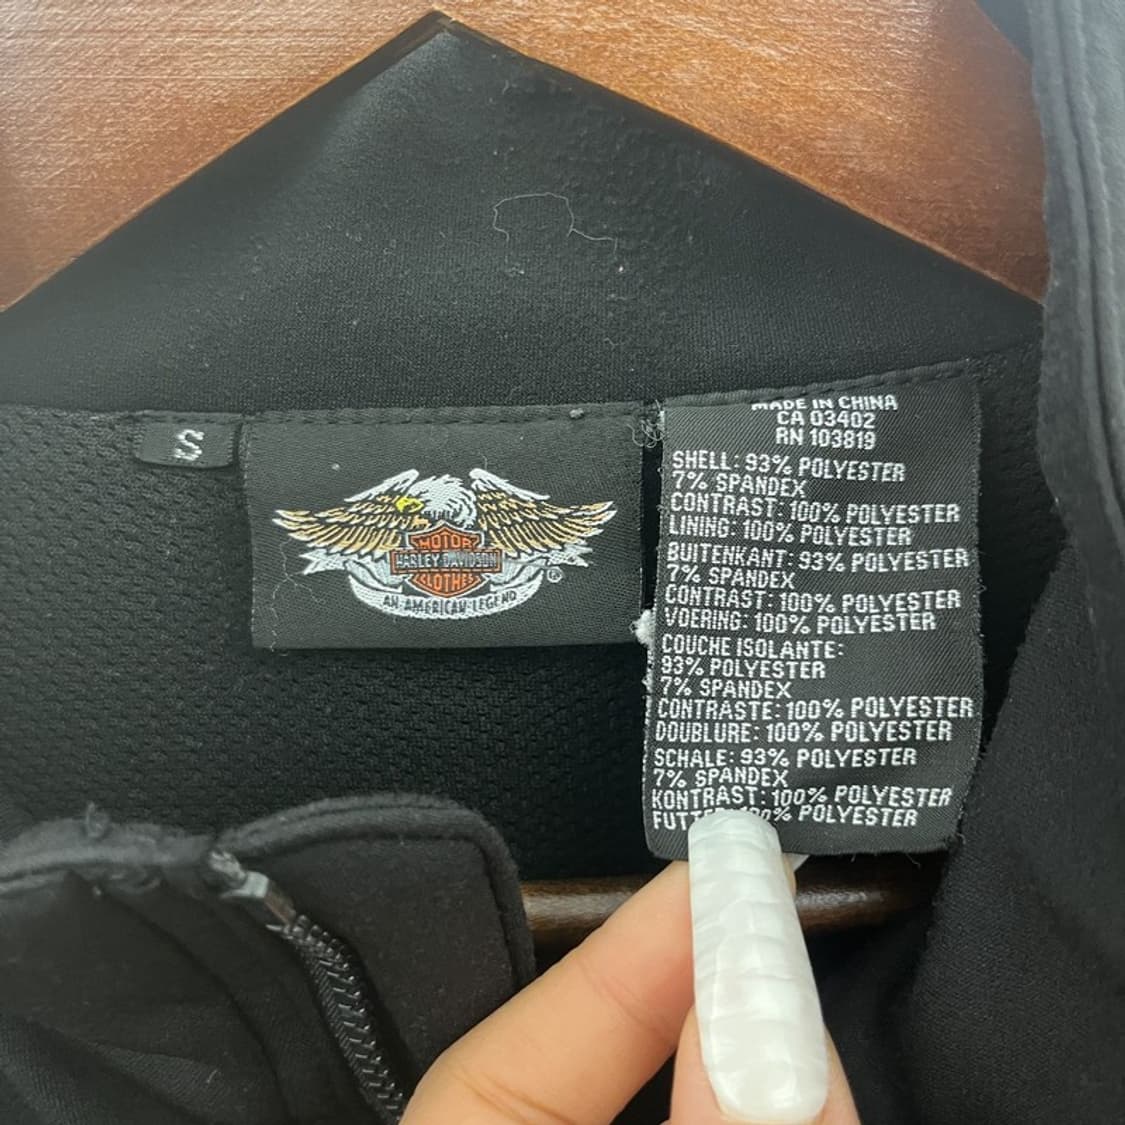 S
MOTOR
HARLEY-DAVIDSON
CLOTHES
AN AMERICAN LEGEND
®
MADE IN CHINA
CA 03402
RN 103819
SHELL: 93% POLYESTER
7% SPANDEX
CONTRAST: 100% POLYESTER
LINING: 100% POLYESTER
BUITENKANT: 93% POLYESTER
7% SPANDEX
CONTRAST: 100% POLYESTER
VOERING: 100% POLYESTER
COUCHE ISOLANTE:
93% POLYESTER
7% SPANDEX
CONTRASTE: 100% POLYESTER
DOUBLURE: 100% POLYESTER
SCHALE: 93% POLYESTER
7% SPANDEX
KONTRAST: 100% POLYESTER
POLYESTER